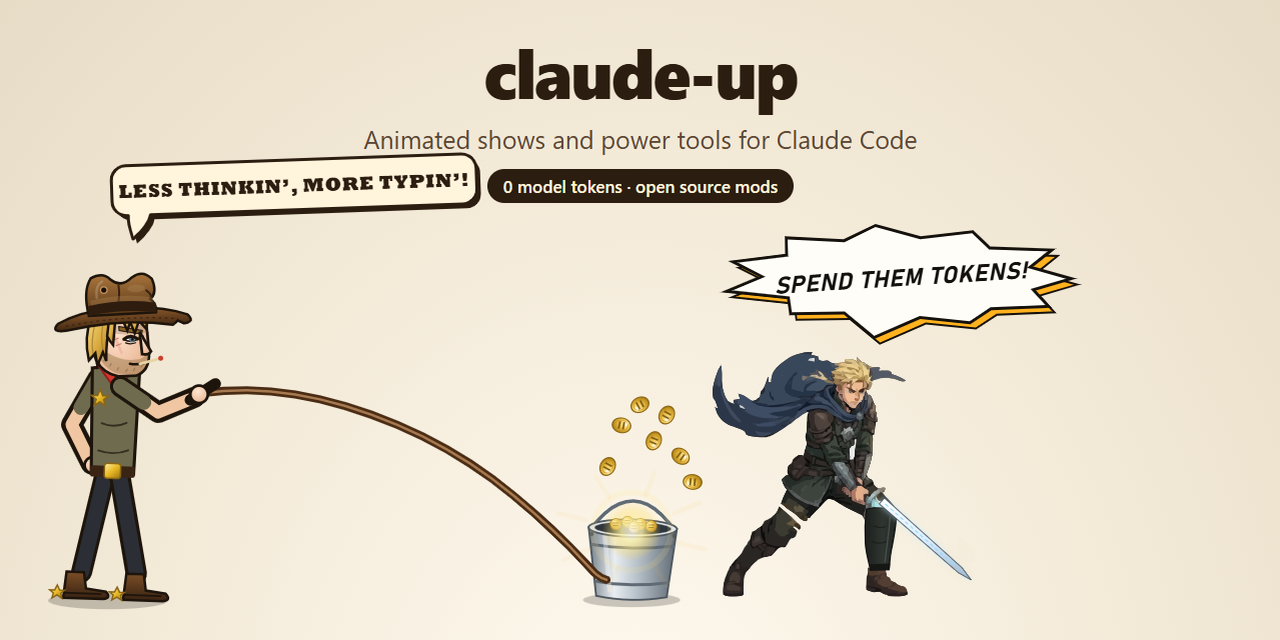 claude-up
Animated shows and power tools for Claude Code
LESS THINKIN’, MORE TYPIN’!
0 model tokens · open source mods
SPEND THEM TOKENS!